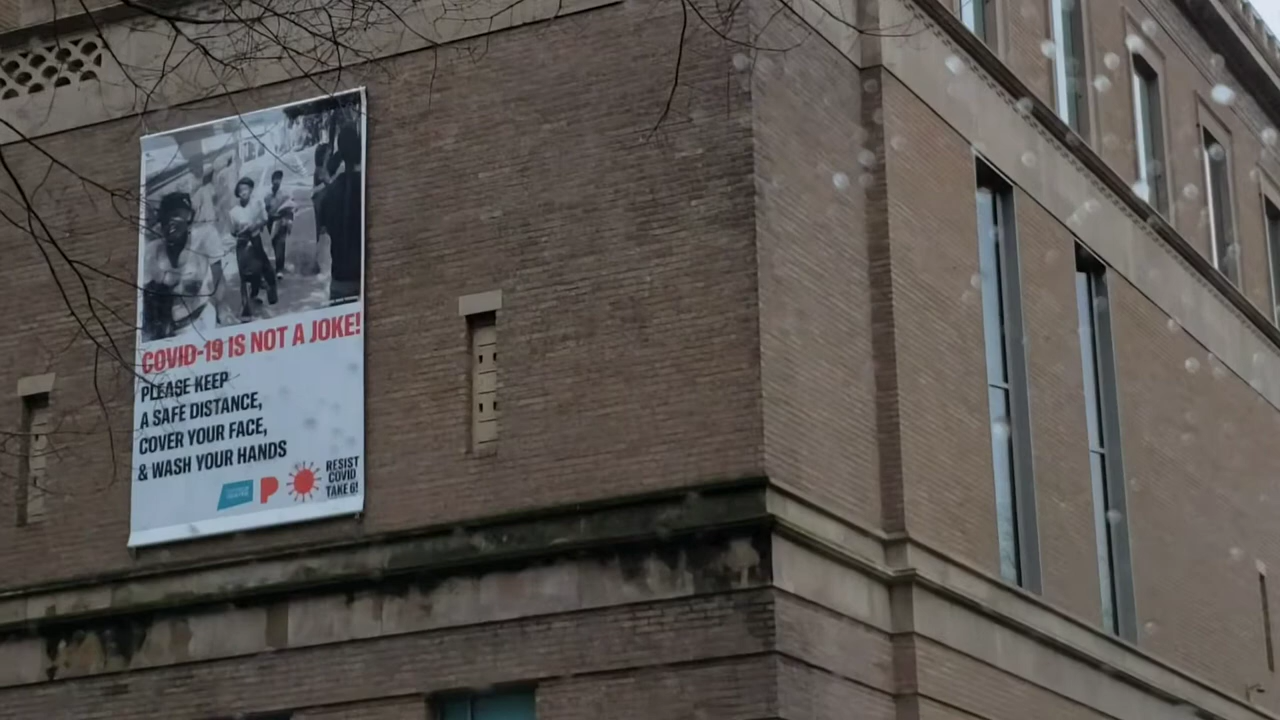 COVID-19 IS NOT A JOKE!
PLEASE KEEP
A SAFE DISTANCE,
COVER YOUR FACE,
& WASH YOUR HANDS
P
RESIST
COVID
TAKE 6!